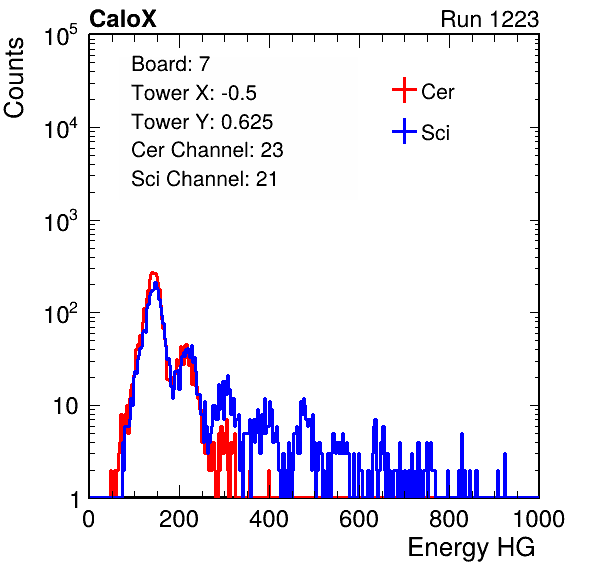 CaloX
Run 1223
Counts
Board: 7
Tower X: -0.5
Tower Y: 0.625
Cer Channel: 23
Sci Channel: 21
Cer
Sci
10^5
10^4
10^3
10^2
10
1
0 200 400 600 800 1000
Energy HG